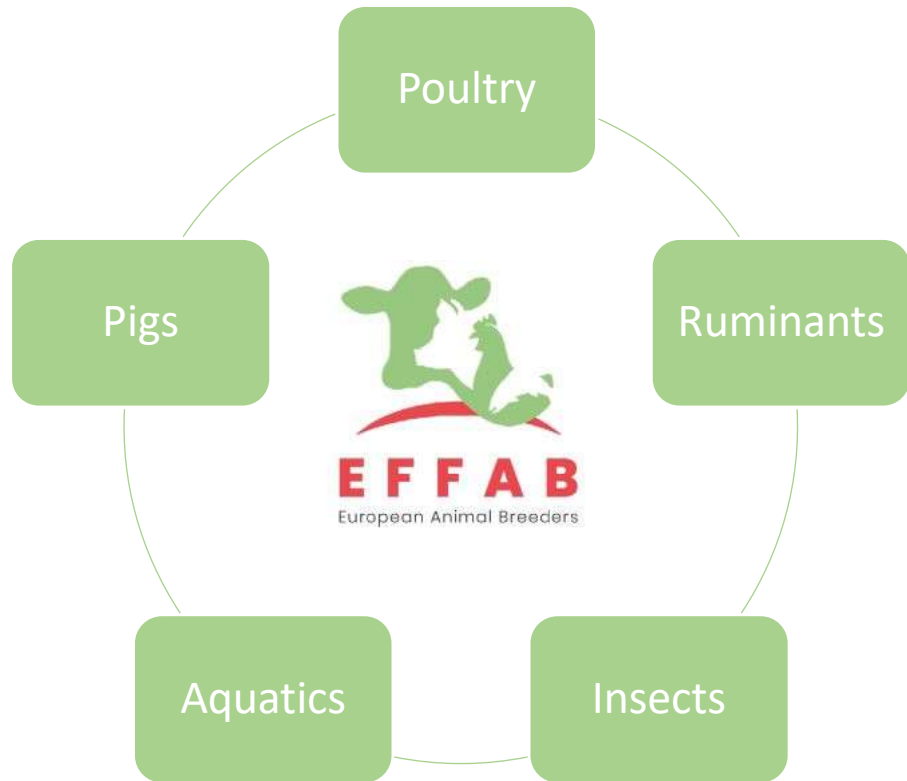 Poultry
Pigs
Ruminants
EFFAB
European Animal Breeders
Aquatics
Insects